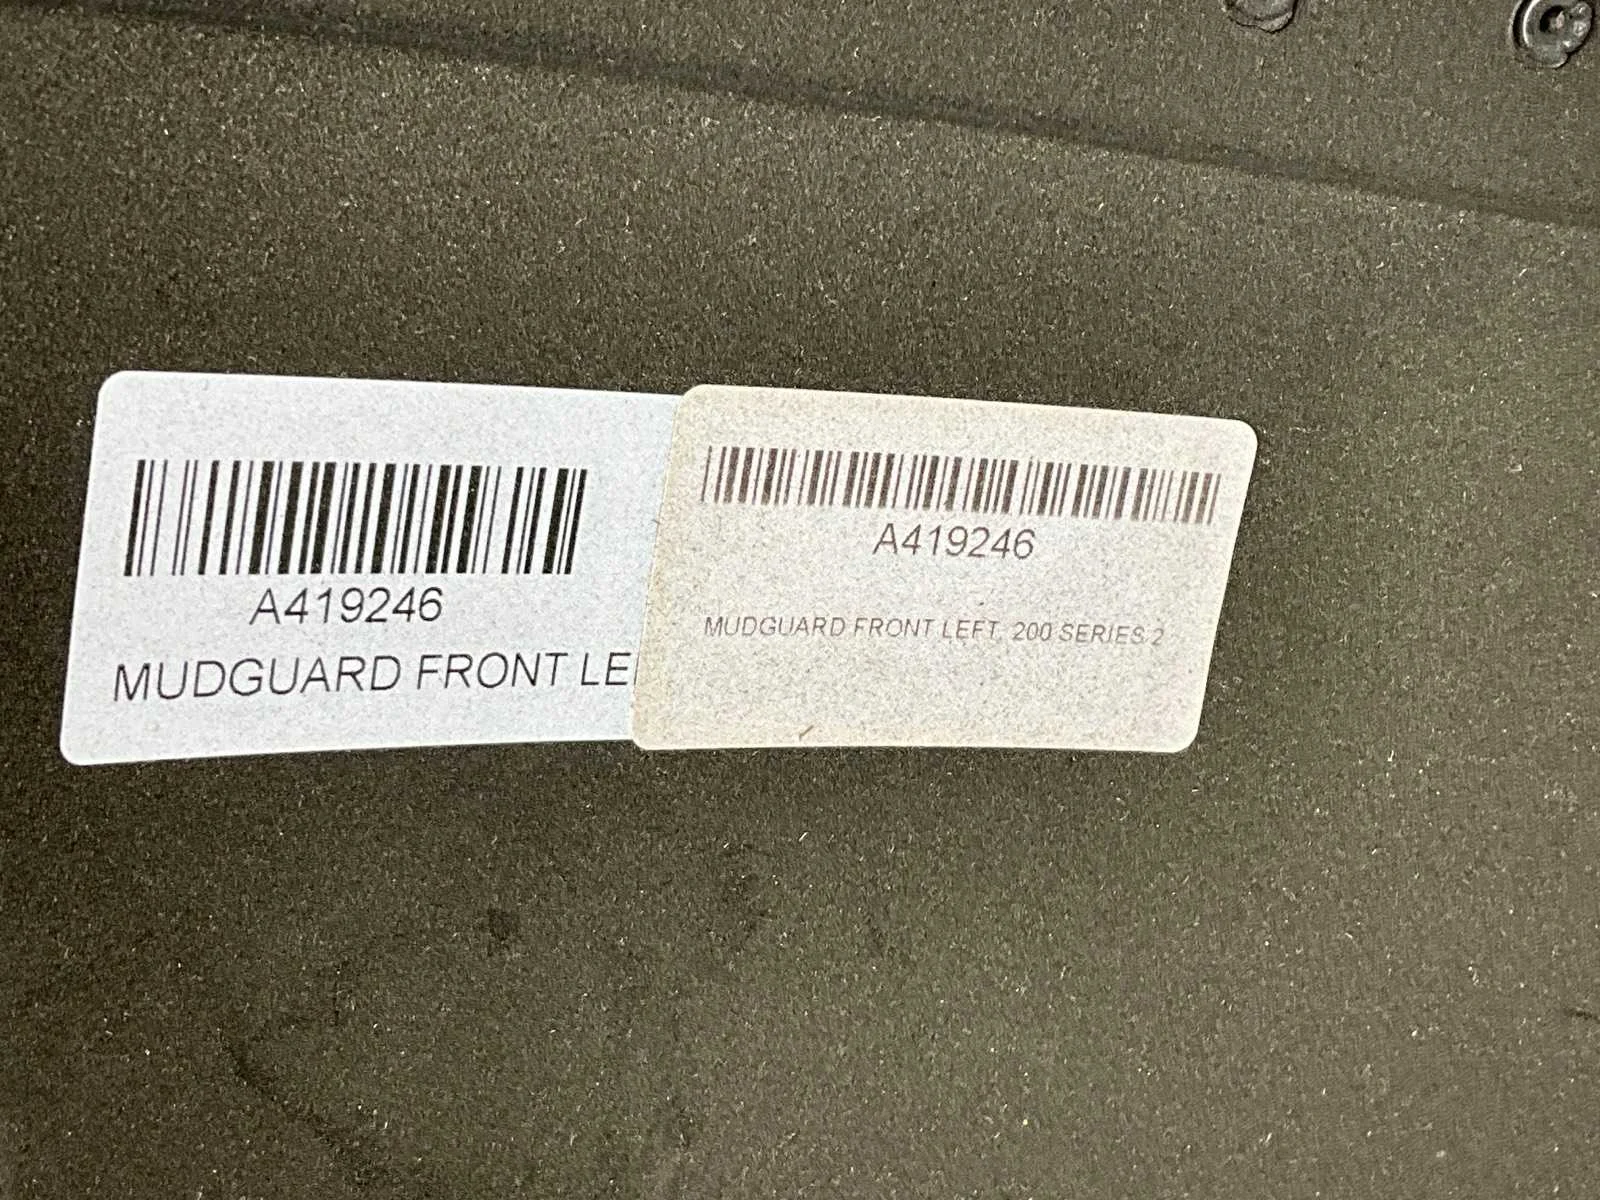 A419246
MUDGUARD FRONT LE
A419246
MUDGUARD FRONT LEFT, 200 SERIES 2